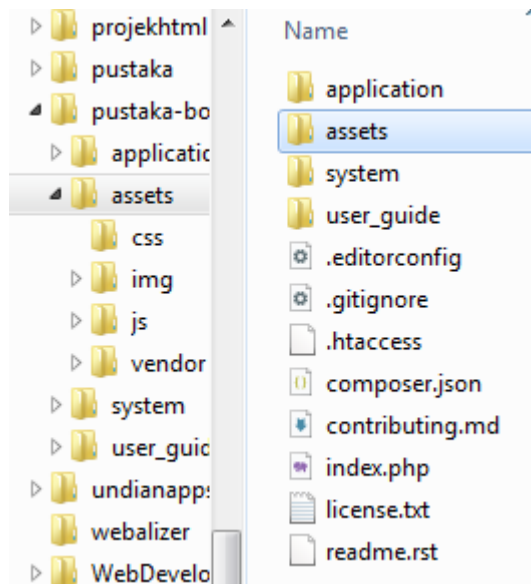 projekhtml
pustaka
pustaka-bo
applicatic
assets
css
img
js
vendor
system
user_guic
undianapps
webalizer
WebDevelo
Name
application
assets
system
user_guide
.editorconfig
.gitignore
.htaccess
composer.json
contributing.md
index.php
license.txt
readme.rst